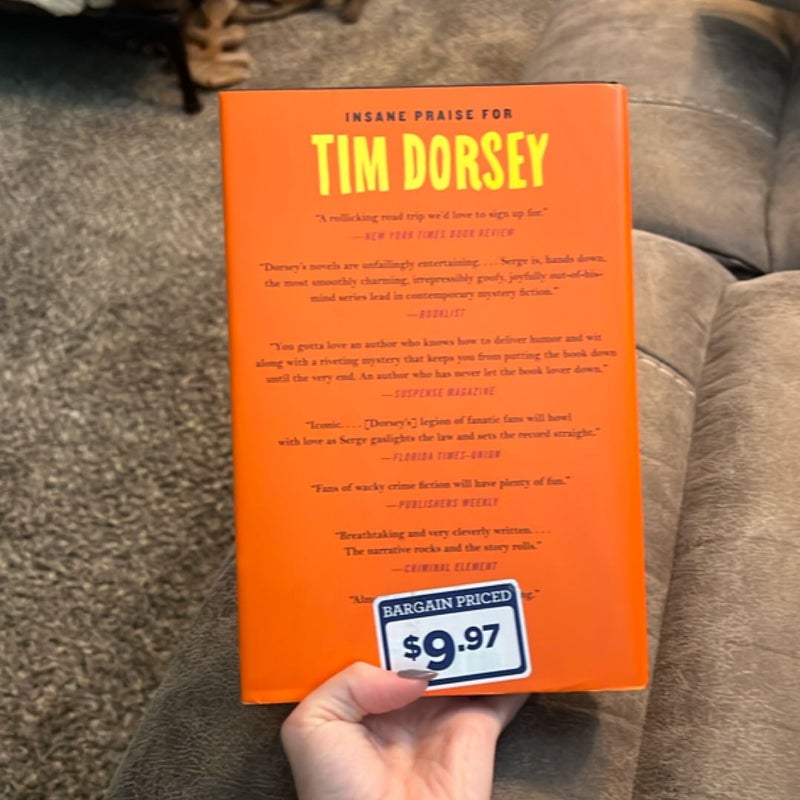 INSANE PRAISE FOR
TIM DORSEY
"A rollicking road trip we'd love to sign up for."
—NEW YORK TIMES BOOK REVIEW
"Dorsey's novels are unfailingly entertaining. . . . Serge is, hands down,
the most smoothly charming, irrepressibly goofy, joyfully out-of-his-
mind series lead in contemporary mystery fiction."
—BOOKLIST
"You gotta love an author who knows how to deliver humor and wit
along with a riveting mystery that keeps you from putting the book down
until the very end. An author who has never let the book lover down."
—SUSPENSE MAGAZINE
"Iconic. . . . [Dorsey's] legion of fanatic fans will howl
with love as Serge gaslights the law and sets the record straight."
—FLORIDA TIMES-UNION
"Fans of wacky crime fiction will have plenty of fun."
—PUBLISHERS WEEKLY
"Breathtaking and very cleverly written. . . .
The narrative rocks and the story rolls."
—CRIMINAL ELEMENT
BARGAIN PRICED
$9.97